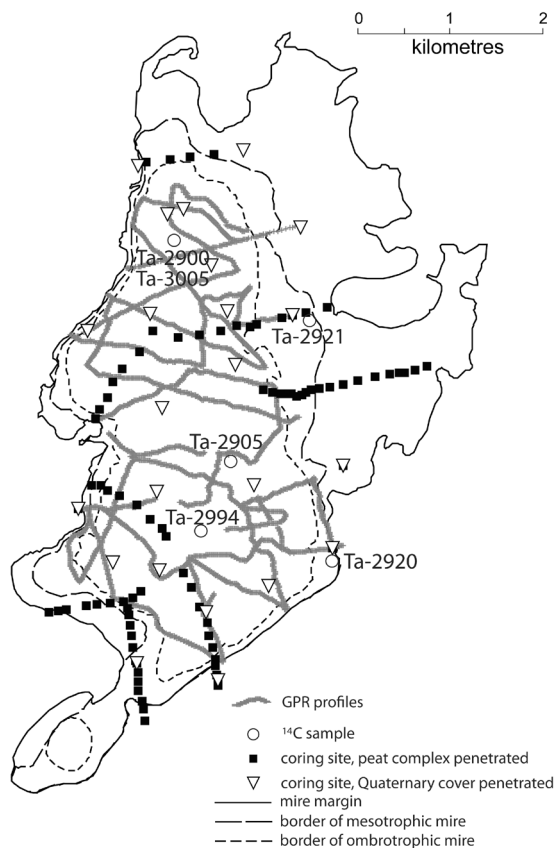 0 1 2
kilometres
Ta-2900
Ta-3005
Ta-2921
Ta-2905
Ta-2994
Ta-2920
GPR profiles
¹⁴C sample
coring site, peat complex penetrated
coring site, Quaternary cover penetrated
mire margin
border of mesotrophic mire
border of ombrotrophic mire